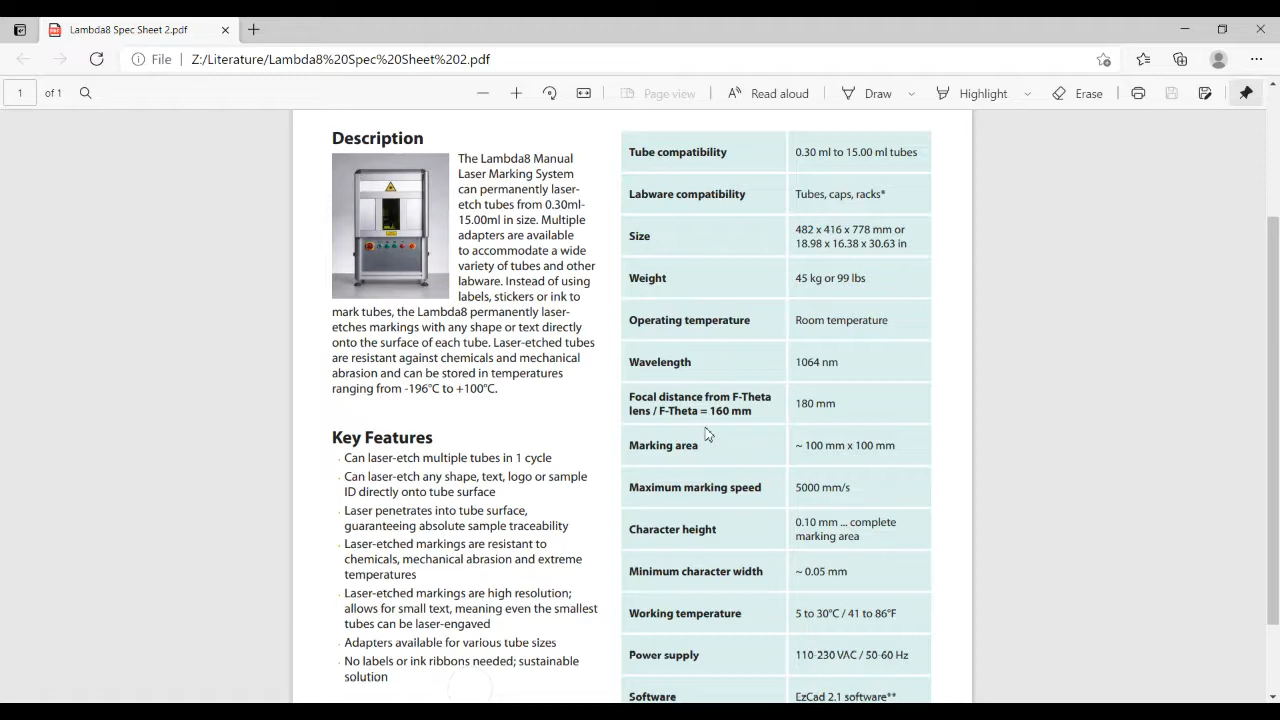 Lambda8 Spec Sheet 2.pdf
File
Z:/Literature/Lambda8%20Spec%20Sheet%202.pdf
1
of 1
Page view
Read aloud
Draw
Highlight
Erase
Description
The Lambda8 Manual
Laser Marking System
can permanently laser-
etch tubes from 0.30ml-
15.00ml in size. Multiple
adapters are available
to accommodate a wide
variety of tubes and other
labware. Instead of using
labels, stickers or ink to
mark tubes, the Lambda8 permanently laser-
etches markings with any shape or text directly
onto the surface of each tube. Laser-etched tubes
are resistant against chemicals and mechanical
abrasion and can be stored in temperatures
ranging from -196°C to +100°C.
Key Features
· Can laser-etch multiple tubes in 1 cycle
· Can laser-etch any shape, text, logo or sample
ID directly onto tube surface
· Laser penetrates into tube surface,
guaranteeing absolute sample traceability
· Laser-etched markings are resistant to
chemicals, mechanical abrasion and extreme
temperatures
· Laser-etched markings are high resolution;
allows for small text, meaning even the smallest
tubes can be laser-engaved
· Adapters available for various tube sizes
· No labels or ink ribbons needed; sustainable
solution
Tube compatibility
0.30 ml to 15.00 ml tubes
Labware compatibility
Tubes, caps, racks*
Size
482 x 416 x 778 mm or
18.98 x 16.38 x 30.63 in
Weight
45 kg or 99 lbs
Operating temperature
Room temperature
Wavelength
1064 nm
Focal distance from F-Theta
lens / F-Theta = 160 mm
180 mm
Marking area
~ 100 mm x 100 mm
Maximum marking speed
5000 mm/s
Character height
0.10 mm ... complete
marking area
Minimum character width
~ 0.05 mm
Working temperature
5 to 30°C / 41 to 86°F
Power supply
110-230 VAC / 50-60 Hz
Software
EzCad 2.1 software**